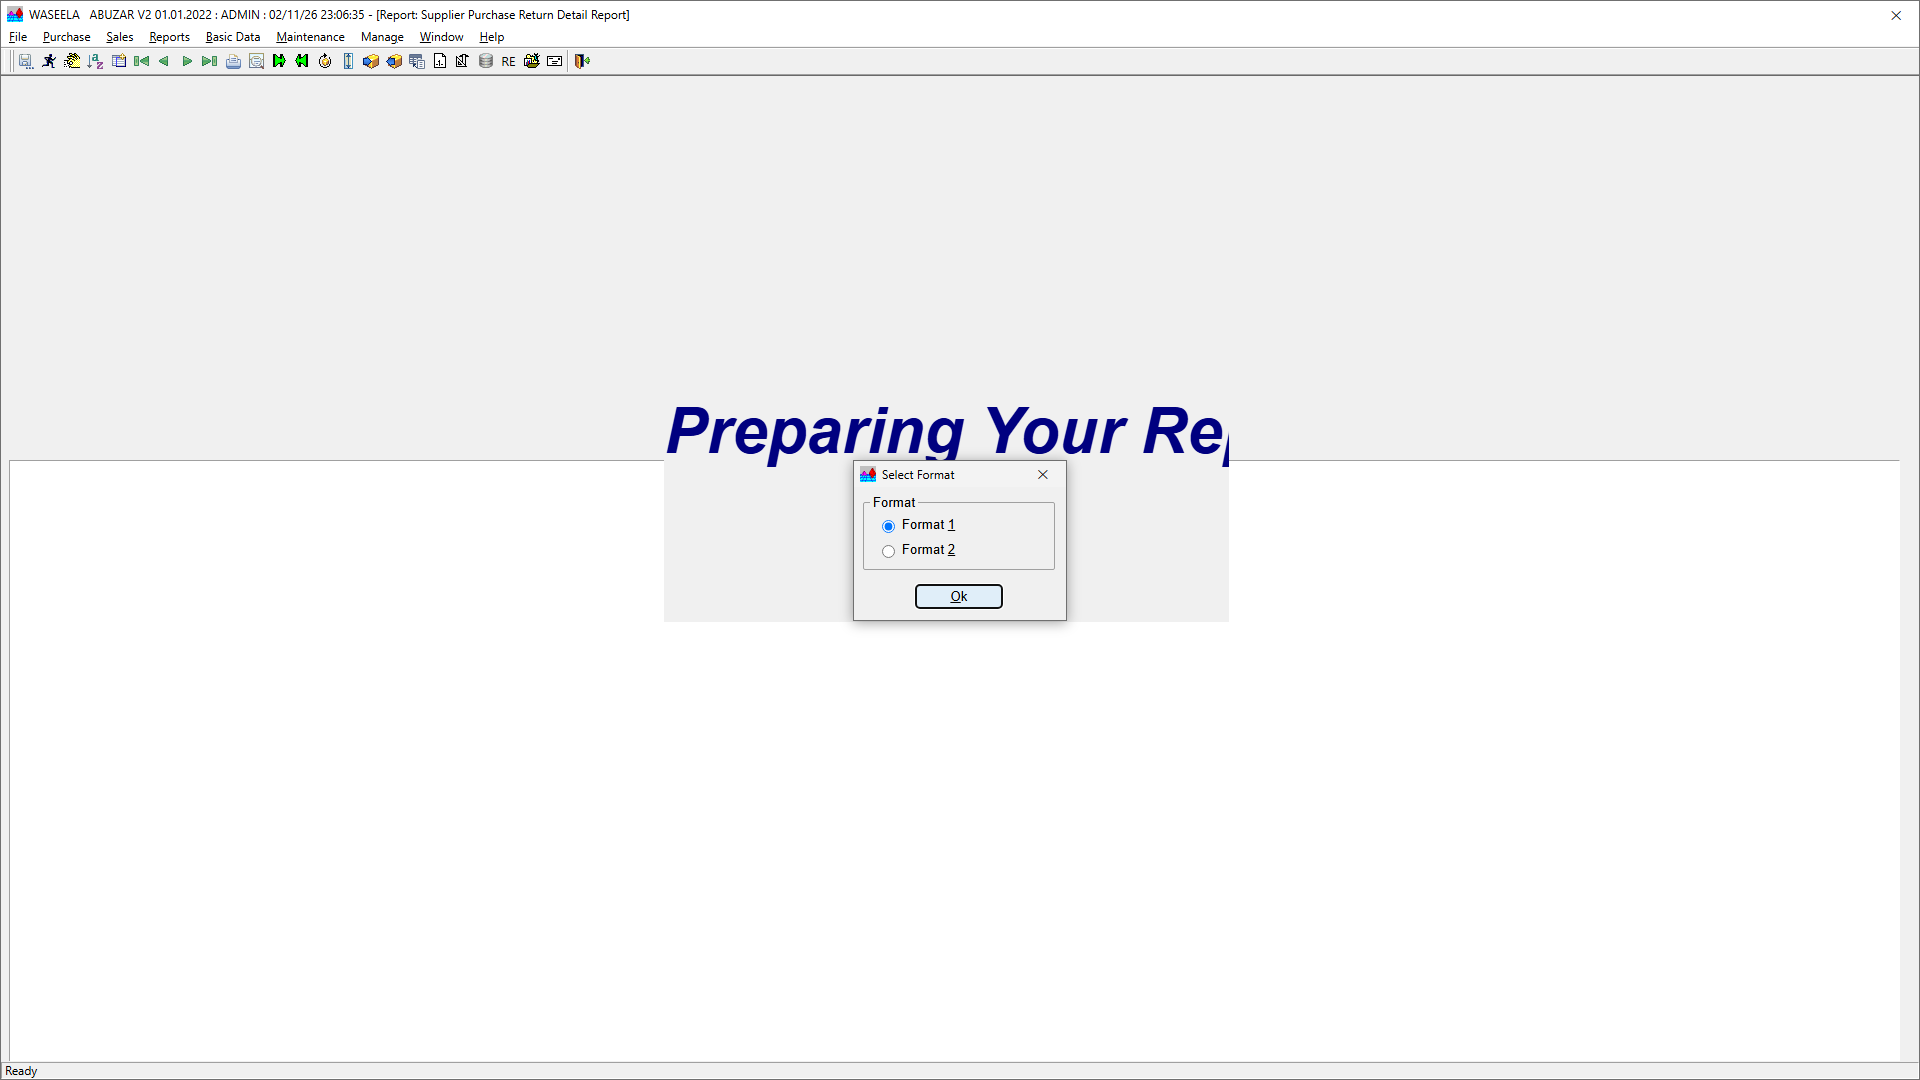 WASEELA   ABUZAR V2 01.01.2022 : ADMIN : 02/11/26 23:06:35 - [Report: Supplier Purchase Return Detail Report]
File Purchase Sales Reports Basic Data Maintenance Manage Window Help
RE
Preparing Your Rep
Select Format
Format
Format 1
Format 2
Ok
Ready